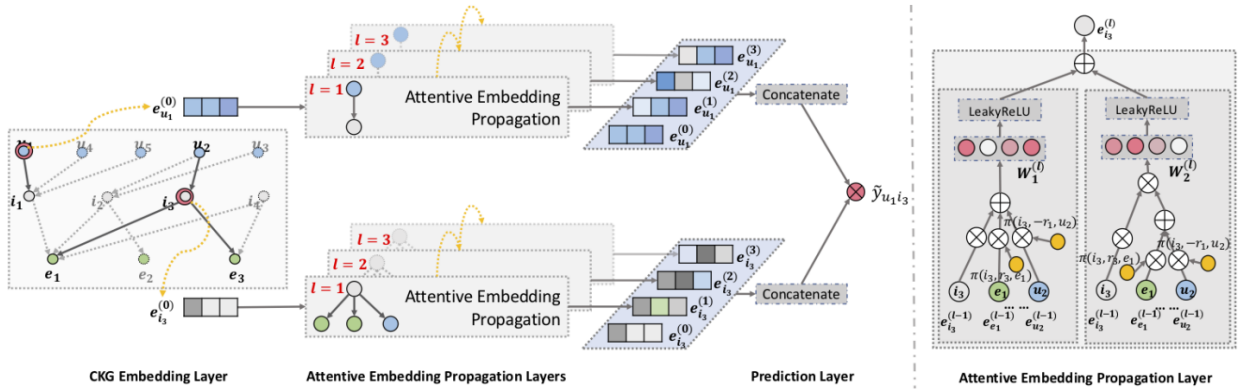 l = 3
l = 2
l = 1
Attentive Embedding
Propagation
e_{u_1}^{(0)}
e_{u_1}^{(3)}
e_{u_1}^{(2)}
e_{u_1}^{(1)}
e_{u_1}^{(0)}
Concatenate
u_4 u_5 u_2 u_3
i_1 i_2 i_3
e_1 e_2 e_3
ỹ_{u_1 i_3}
l = 3
l = 2
l = 1
Attentive Embedding
Propagation
e_{i_3}^{(0)}
e_{i_3}^{(3)}
e_{i_3}^{(2)}
e_{i_3}^{(1)}
e_{i_3}^{(0)}
Concatenate
CKG Embedding Layer
Attentive Embedding Propagation Layers
Prediction Layer
e_{i_3}^{(l)}
LeakyReLU
LeakyReLU
W_1^{(l)}
W_2^{(l)}
π(i_3, −r_1, u_2)
π(i_3, −r_1, u_2)
π(i_3, r_3, e_1)
π(i_3, r_3, e_1)
i_3 e_1 u_2
i_3 e_1 u_2
... ...
... ...
e_{i_3}^{(l-1)} e_{e_1}^{(l-1)} e_{u_2}^{(l-1)}
e_{i_3}^{(l-1)} e_{e_1}^{(l-1)} e_{u_2}^{(l-1)}
Attentive Embedding Propagation Layer